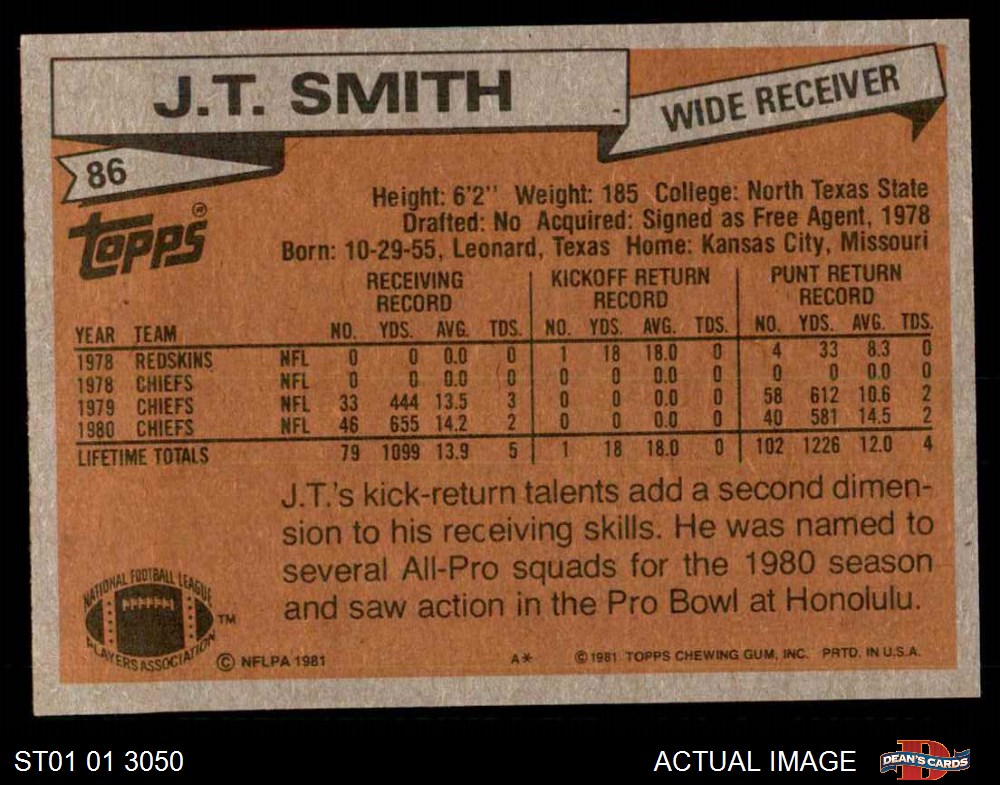 J.T. SMITH
WIDE RECEIVER
86
Topps®
Height: 6'2'' Weight: 185 College: North Texas State
Drafted: No Acquired: Signed as Free Agent, 1978
Born: 10-29-55, Leonard, Texas Home: Kansas City, Missouri
RECEIVING RECORD KICKOFF RETURN RECORD PUNT RETURN RECORD
YEAR TEAM NO. YDS. AVG. TDS. NO. YDS. AVG. TDS. NO. YDS. AVG. TDS.
1978 REDSKINS NFL 0 0 0.0 0 1 18 18.0 0 4 33 8.3 0
1978 CHIEFS NFL 0 0 0.0 0 0 0 0.0 0 0 0 0.0 0
1979 CHIEFS NFL 33 444 13.5 3 0 0 0.0 0 58 612 10.6 2
1980 CHIEFS NFL 46 655 14.2 2 0 0 0.0 0 40 581 14.5 2
LIFETIME TOTALS 79 1099 13.9 5 1 18 18.0 0 102 1226 12.0 4
J.T.'s kick-return talents add a second dimen-
sion to his receiving skills. He was named to
several All-Pro squads for the 1980 season
and saw action in the Pro Bowl at Honolulu.
NATIONAL FOOTBALL LEAGUE
PLAYERS ASSOCIATION
TM
© NFLPA 1981 A* © 1981 TOPPS CHEWING GUM, INC. PRTD. IN U.S.A.
ST01 01 3050 ACTUAL IMAGE DEAN'S CARDS